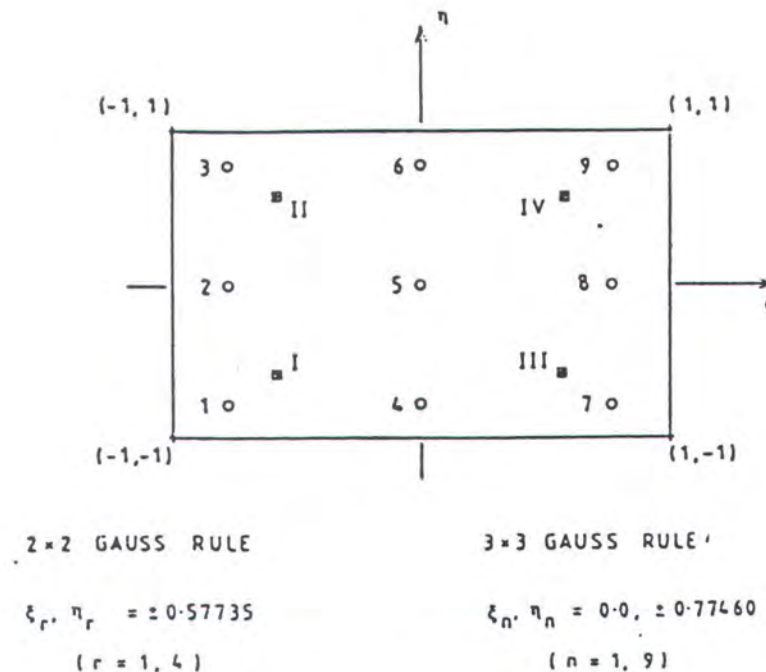 η
(-1, 1) (1, 1)
3 6 9
II IV
2 5 8
I III
1 4 7
(-1,-1) (1,-1)
2×2 GAUSS RULE 3×3 GAUSS RULE
ξr, ηr = ±0·57735 ξn, ηn = 0·0, ±0·77460
(r = 1, 4) (n = 1, 9)